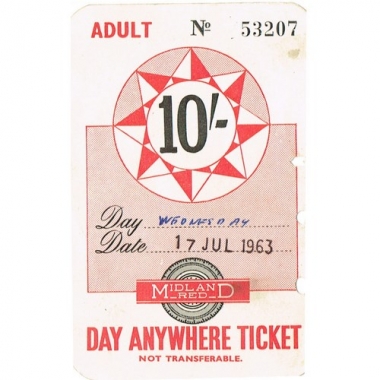 ADULT Nº 53207
10/-
Day WEDNESDAY
Date 17 JUL 1963
MIDLAND
RED
DAY ANYWHERE TICKET
NOT TRANSFERABLE.